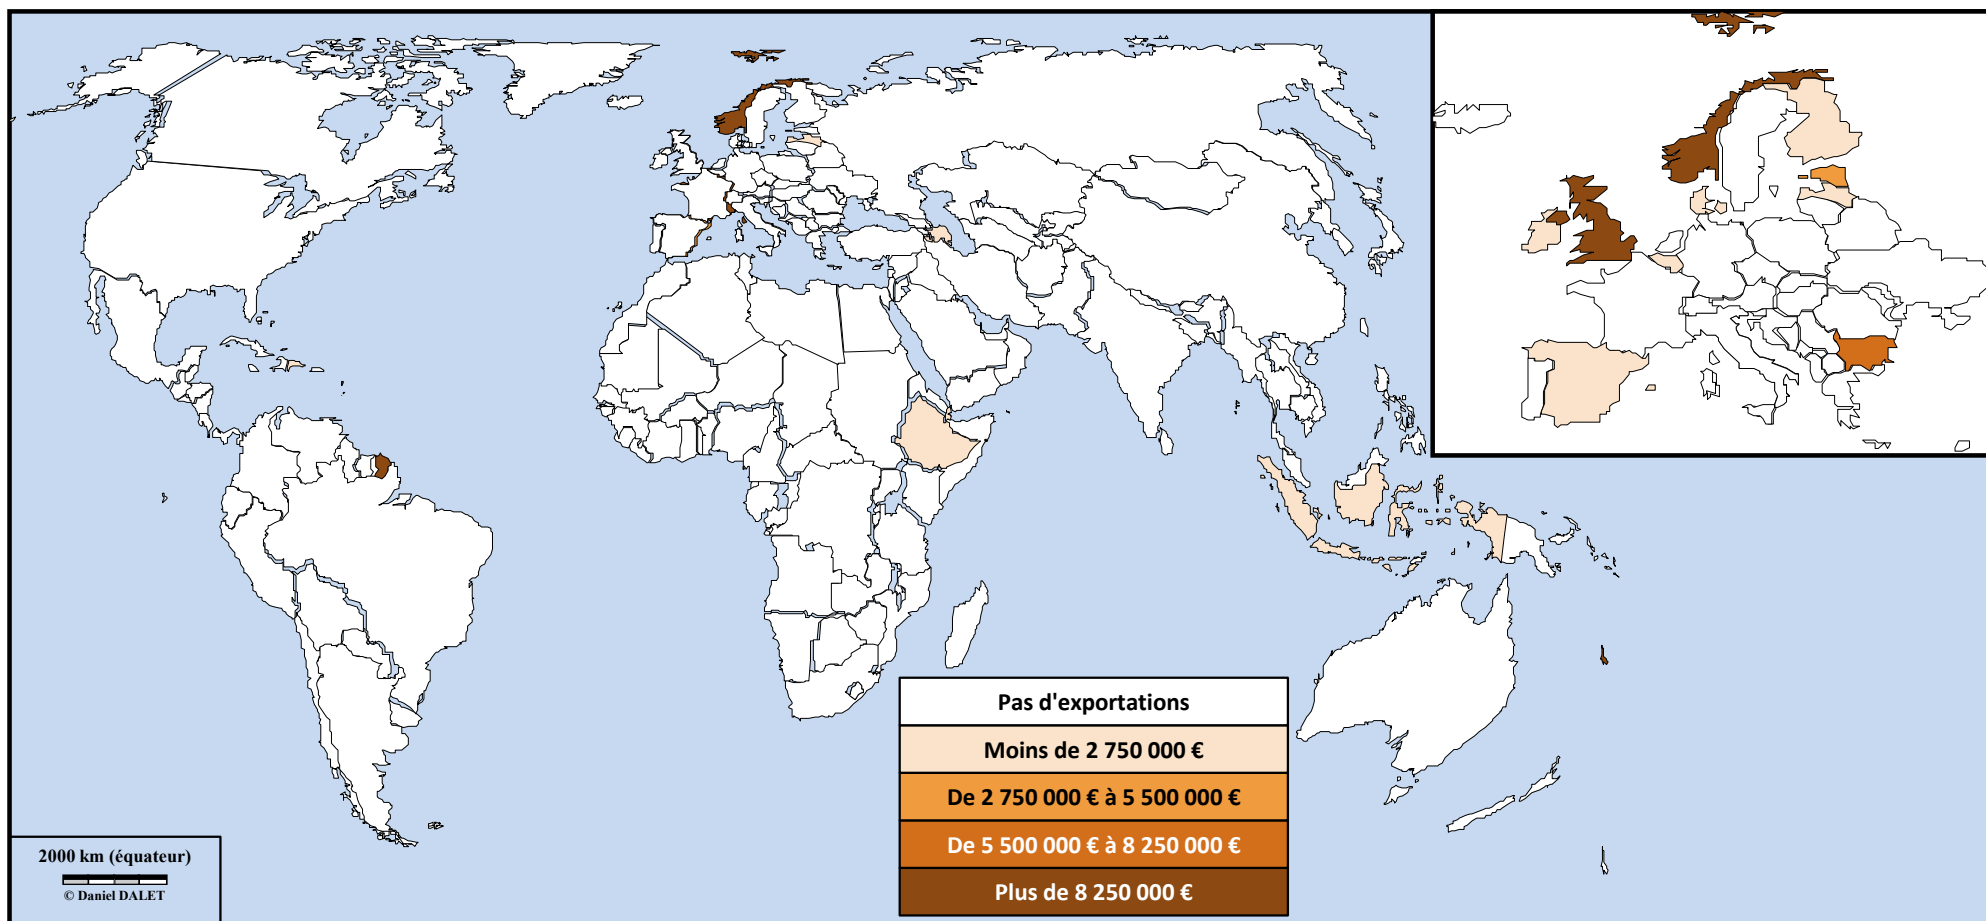 Pas d'exportations
Moins de 2 750 000 €
De 2 750 000 € à 5 500 000 €
De 5 500 000 € à 8 250 000 €
Plus de 8 250 000 €
2000 km (équateur)
© Daniel DALET